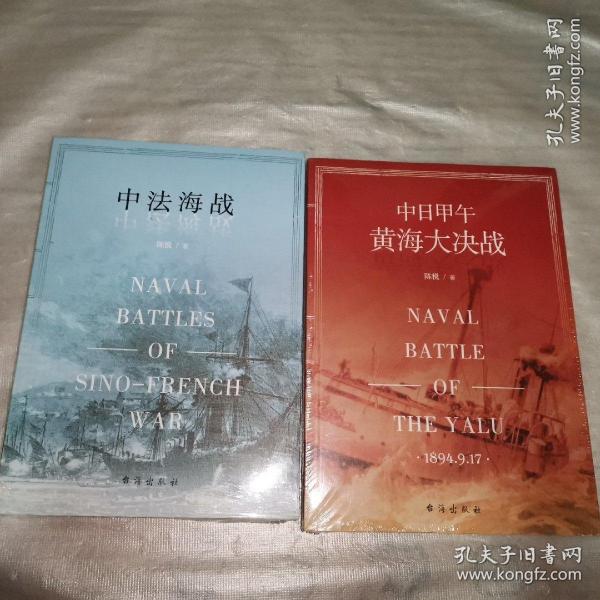 孔夫子旧书网
www.kongfz.com
中法海战
陈悦 / 著
NAVAL
BATTLES
OF
SINO-FRENCH
WAR
台海出版社
中日甲午
黄海大决战
陈悦 / 著
NAVAL
BATTLE
OF
THE YALU
·1894.9.17·
台海出版社
孔夫子旧书网
www.kongfz.com